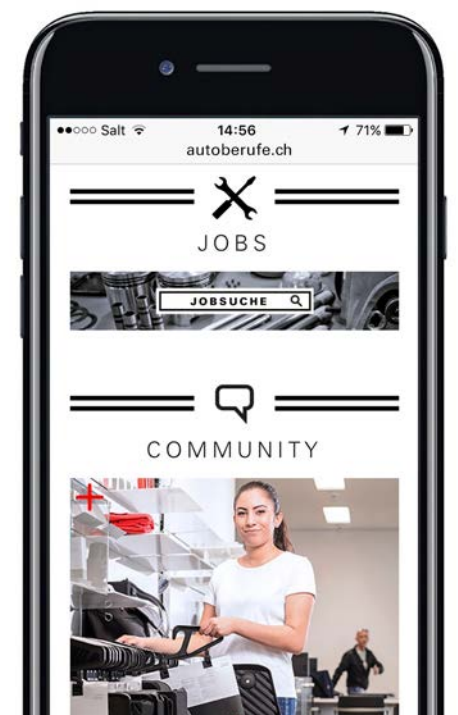 Salt 14:56 71%
autoberufe.ch
JOBS
JOBSUCHE
COMMUNITY